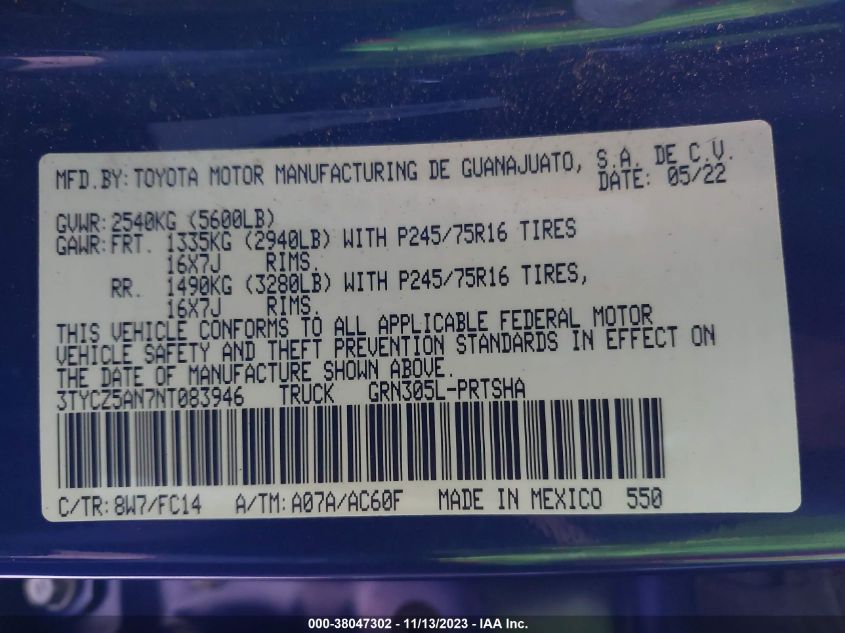 MFD.BY: TOYOTA MOTOR MANUFACTURING DE GUANAJUATO, S.A. DE C.V.
DATE: 05/22
GVWR: 2540KG (5600LB)
GAWR: FRT. 1335KG (2940LB) WITH P245/75R16 TIRES
16X7J RIMS.
RR. 1490KG (3280LB) WITH P245/75R16 TIRES,
16X7J RIMS.
THIS VEHICLE CONFORMS TO ALL APPLICABLE FEDERAL MOTOR
VEHICLE SAFETY AND THEFT PREVENTION STANDARDS IN EFFECT ON
THE DATE OF MANUFACTURE SHOWN ABOVE.
3TYCZ5AN7NT083946 TRUCK GRN305L-PRTSHA
C/TR: 8W7/FC14 A/TM: A07A/AC60F MADE IN MEXICO 550
000-38047302 - 11/13/2023 - IAA Inc.